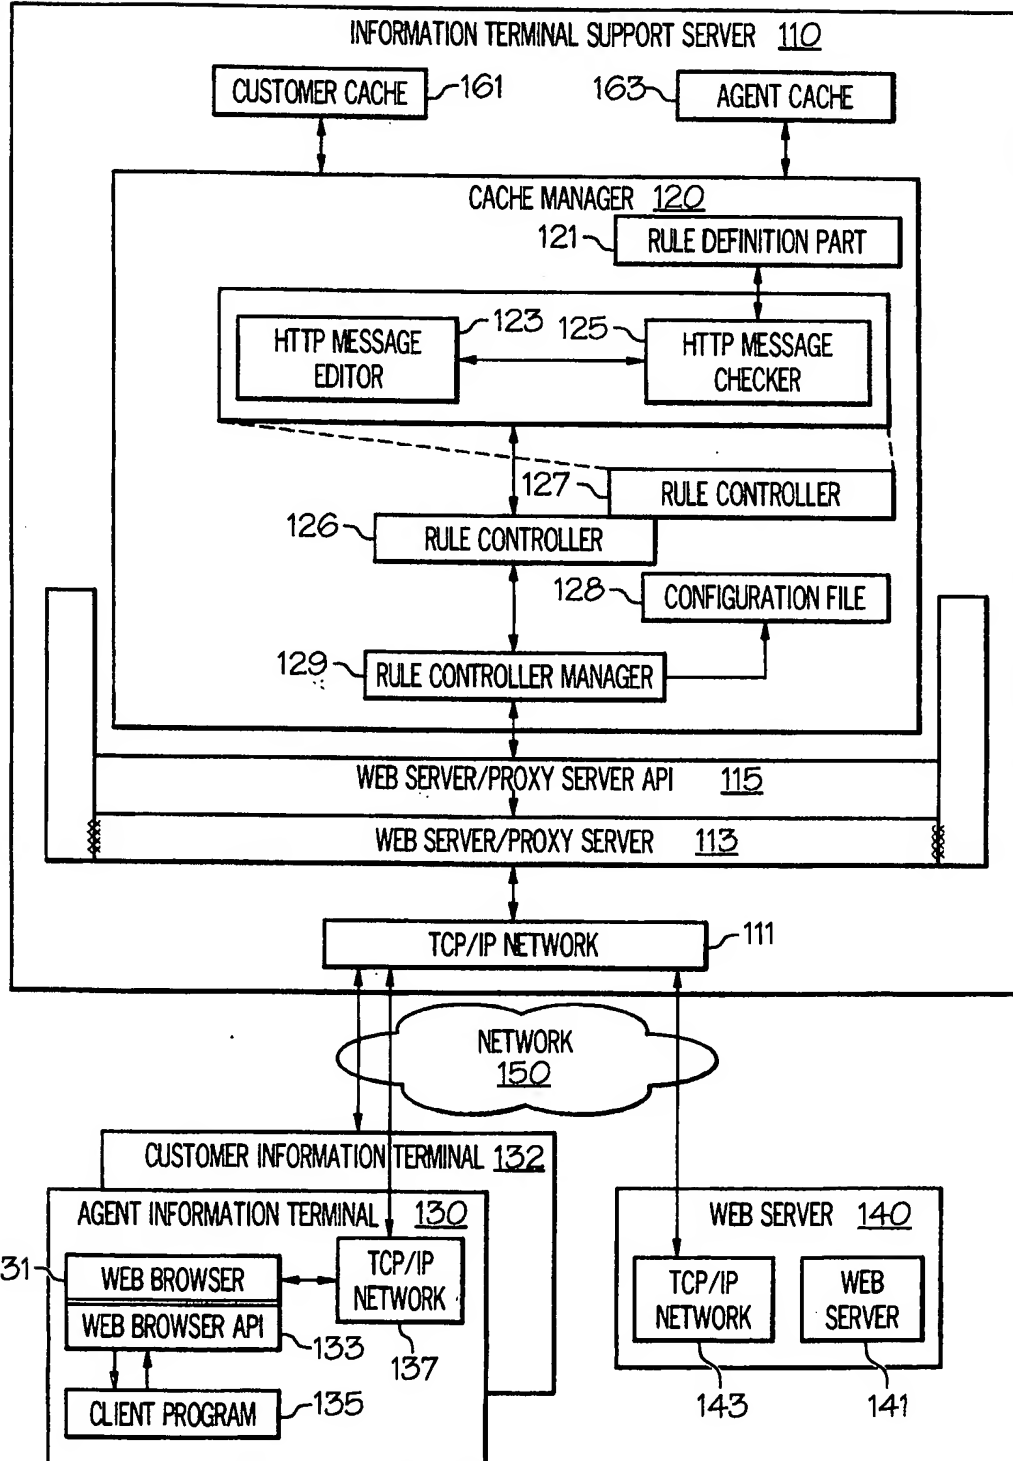 INFORMATION TERMINAL SUPPORT SERVER 110
CUSTOMER CACHE
161
163
AGENT CACHE
CACHE MANAGER 120
121
RULE DEFINITION PART
HTTP MESSAGE
EDITOR
123
125
HTTP MESSAGE
CHECKER
127
RULE CONTROLLER
126
RULE CONTROLLER
128
CONFIGURATION FILE
129
RULE CONTROLLER MANAGER
WEB SERVER/PROXY SERVER API 115
WEB SERVER/PROXY SERVER 113
TCP/IP NETWORK
111
NETWORK
150
CUSTOMER INFORMATION TERMINAL 132
AGENT INFORMATION TERMINAL 130
31
WEB BROWSER
WEB BROWSER API
133
TCP/IP
NETWORK
137
CLIENT PROGRAM
135
WEB SERVER 140
TCP/IP
NETWORK
143
WEB
SERVER
141